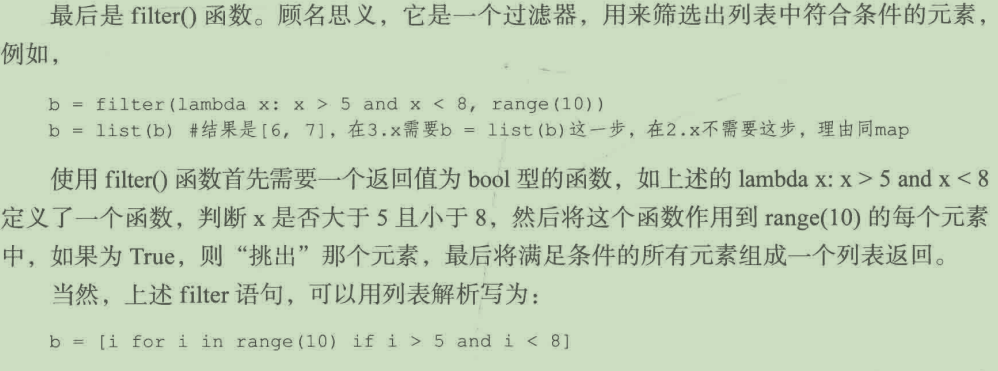 最后是 filter() 函数。顾名思义，它是一个过滤器，用来筛选出列表中符合条件的元素，
例如，
b = filter(lambda x: x > 5 and x < 8, range(10))
b = list(b) #结果是[6, 7]，在3.x需要b = list(b)这一步，在2.x不需要这步，理由同map
使用 filter() 函数首先需要一个返回值为 bool 型的函数，如上述的 lambda x: x > 5 and x < 8
定义了一个函数，判断 x 是否大于 5 且小于 8，然后将这个函数作用到 range(10) 的每个元素
中，如果为 True，则“挑出”那个元素，最后将满足条件的所有元素组成一个列表返回。
当然，上述 filter 语句，可以用列表解析写为：
b = [i for i in range(10) if i > 5 and i < 8]